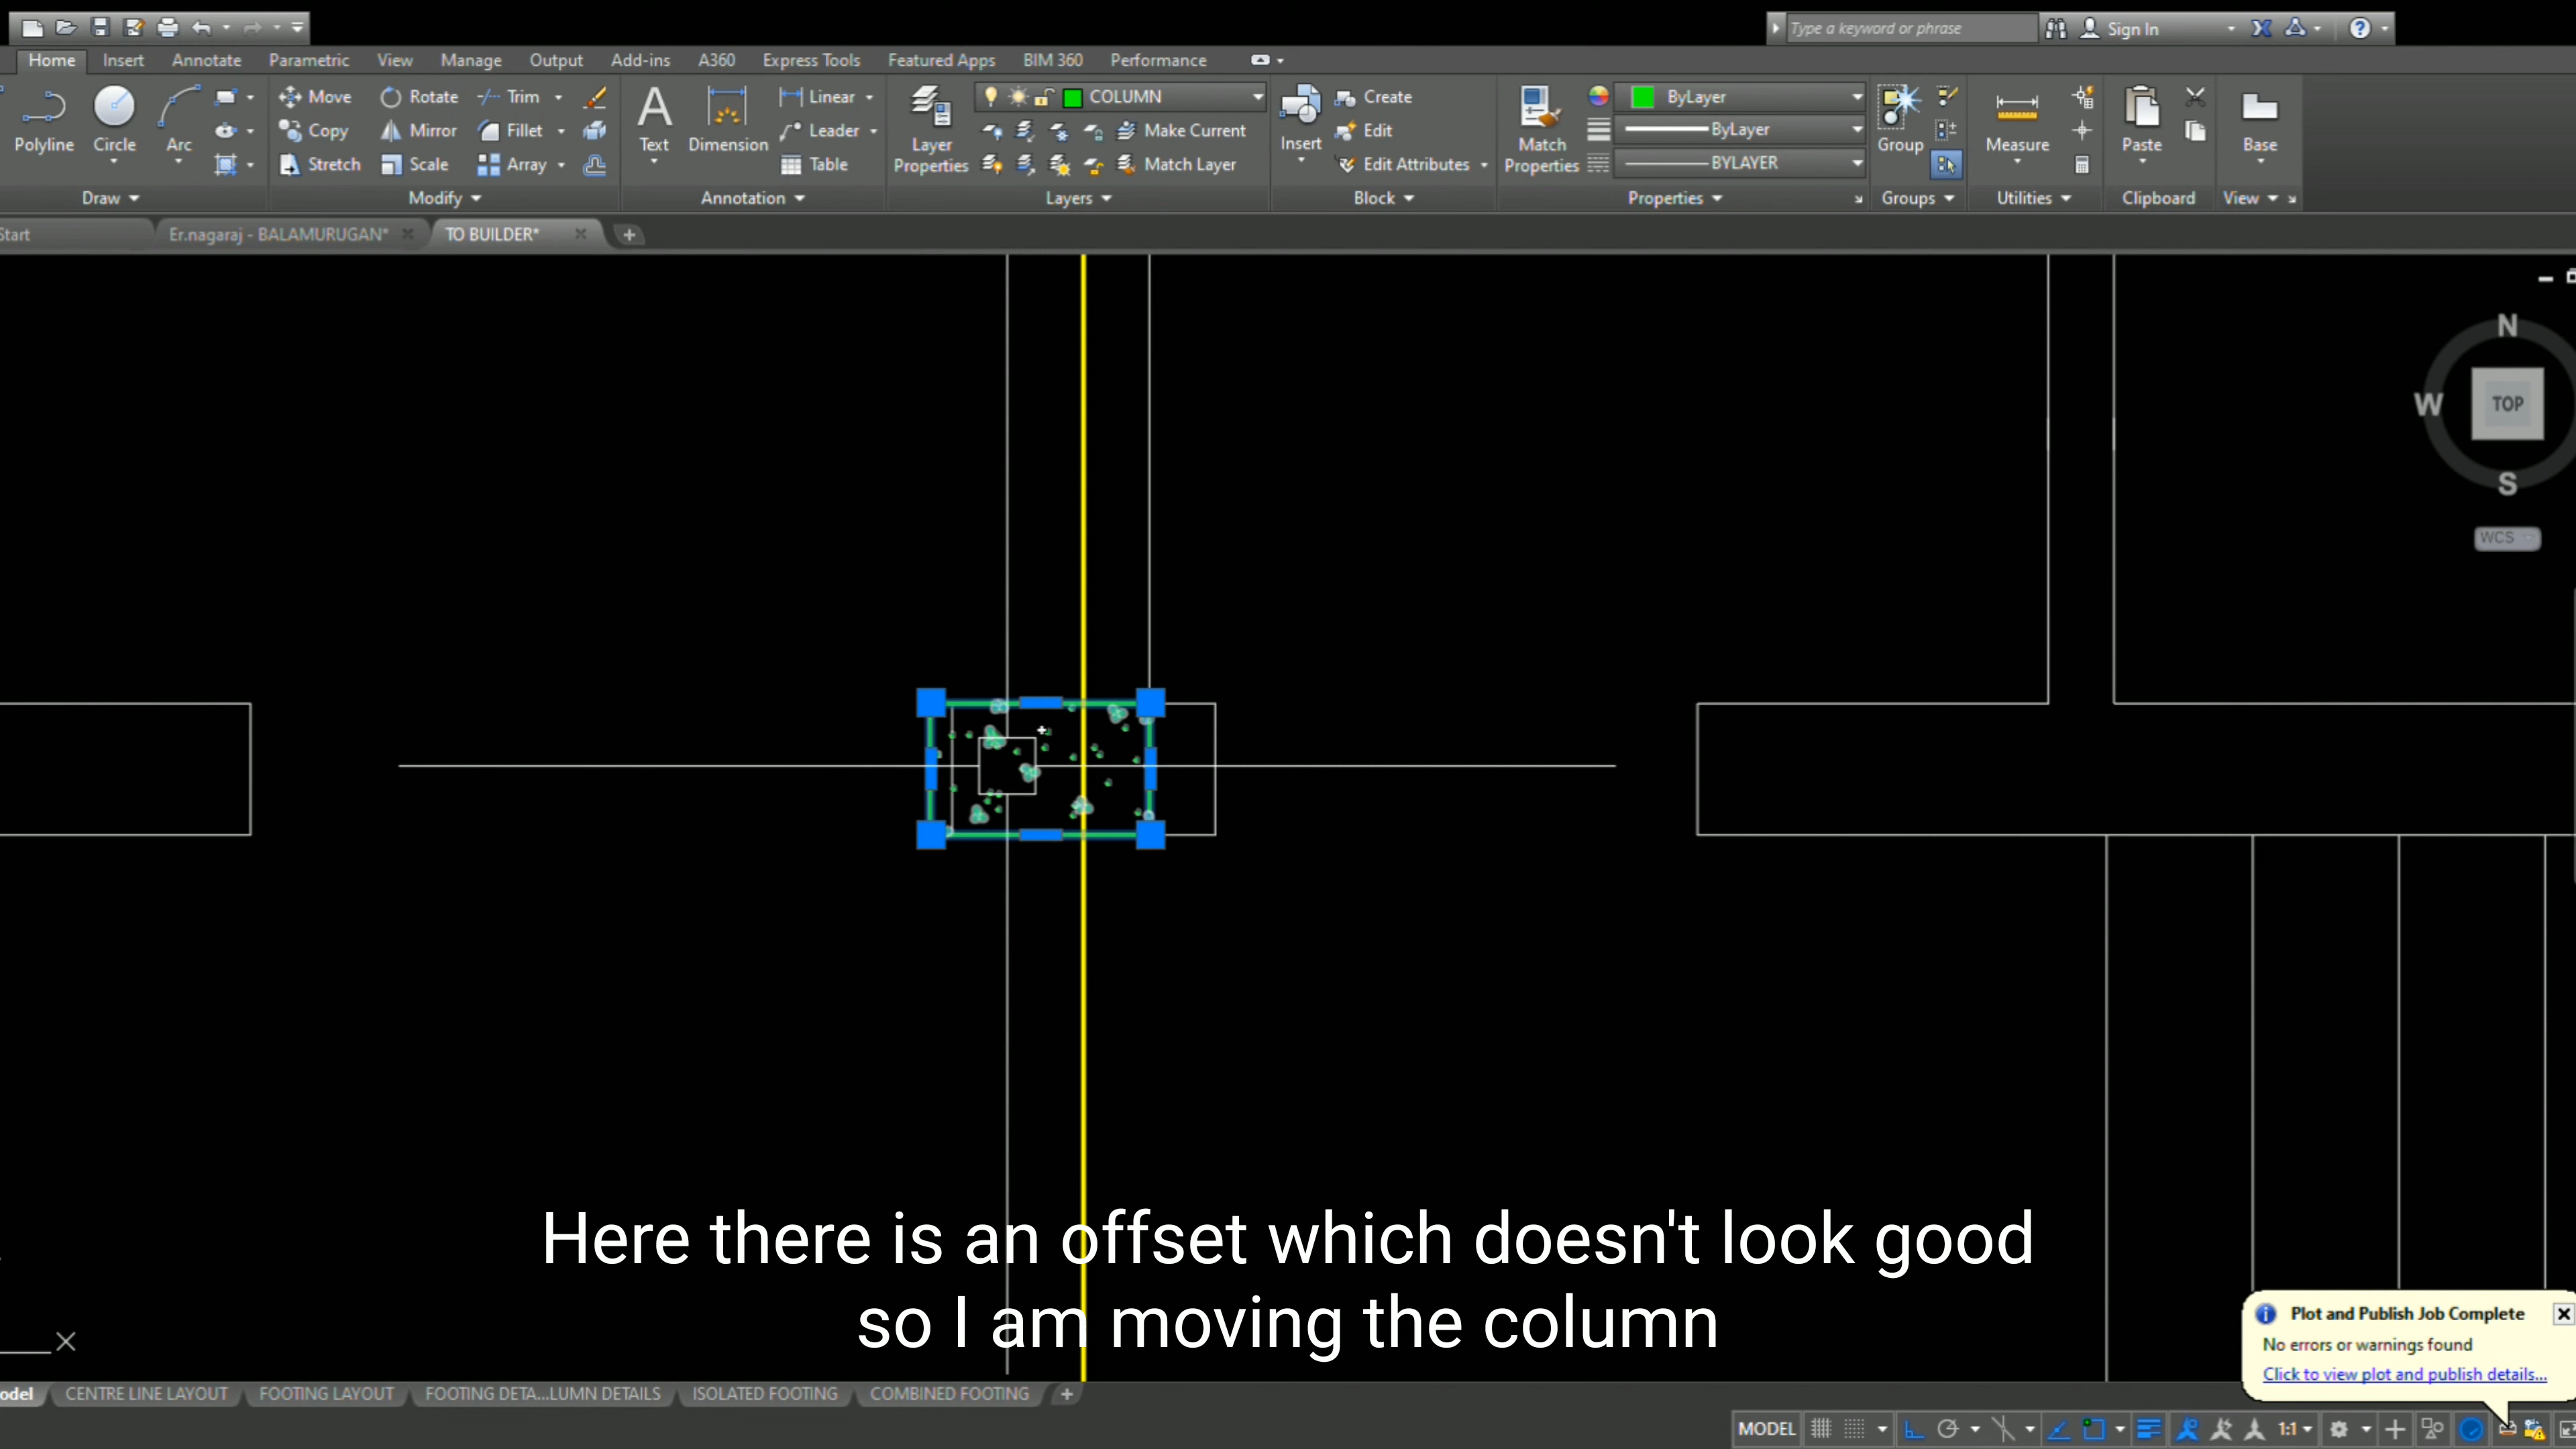 Type a keyword or phrase
Sign In
Home Insert Annotate Parametric View Manage Output Add-ins A360 Express Tools Featured Apps BIM 360 Performance
Polyline Circle Arc
Move Rotate Trim
Copy Mirror Fillet
Stretch Scale Array
Text Dimension
Linear
Leader
Table
Layer Properties
COLUMN
Make Current
Match Layer
Insert
Create
Edit
Edit Attributes
Match Properties
ByLayer
ByLayer
BYLAYER
Group
Measure
Paste
Base
Draw Modify Annotation Layers Block Properties Groups Utilities Clipboard View
Start Er.nagaraj - BALAMURUGAN* TO BUILDER*
N
W TOP
S
WCS
Here there is an offset which doesn't look good
so I am moving the column
X
Plot and Publish Job Complete
No errors or warnings found
Click to view plot and publish details...
odel CENTRE LINE LAYOUT FOOTING LAYOUT FOOTING DETA...LUMN DETAILS ISOLATED FOOTING COMBINED FOOTING
MODEL 1:1